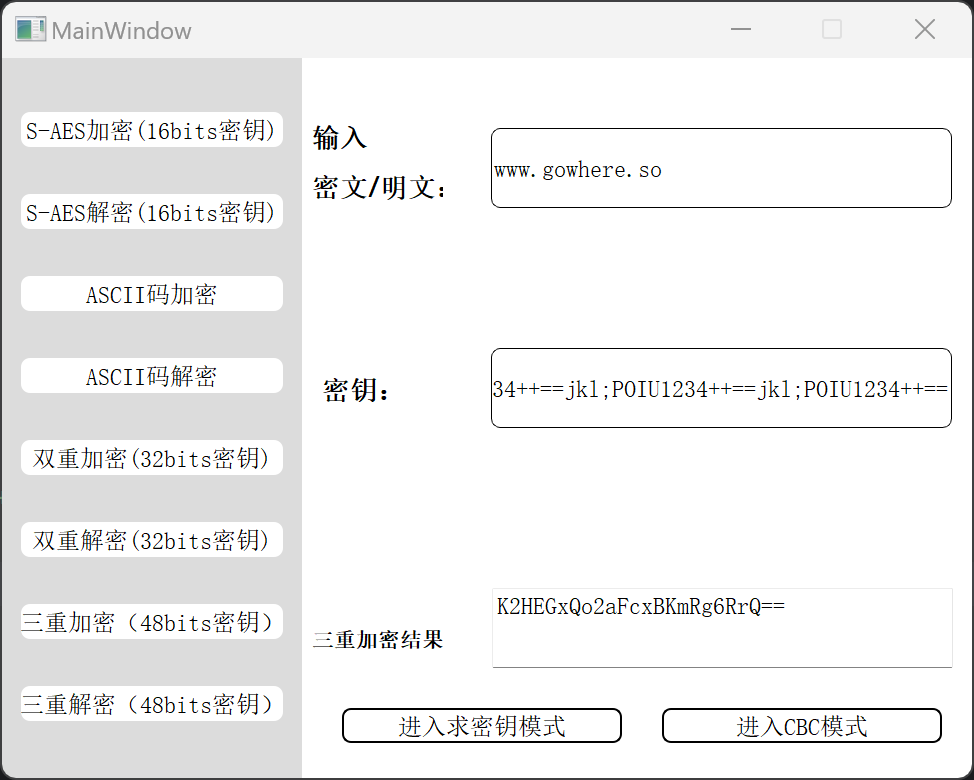 MainWindow
S-AES加密(16bits密钥)
S-AES解密(16bits密钥)
ASCII码加密
ASCII码解密
双重加密(32bits密钥)
双重解密(32bits密钥)
三重加密（48bits密钥）
三重解密（48bits密钥）
输入
密文/明文：
www.gowhere.so
密钥：
34++==jkl;POIU1234++==jkl;POIU1234++==
三重加密结果
K2HEGxQo2aFcxBKmRg6RrQ==
进入求密钥模式
进入CBC模式